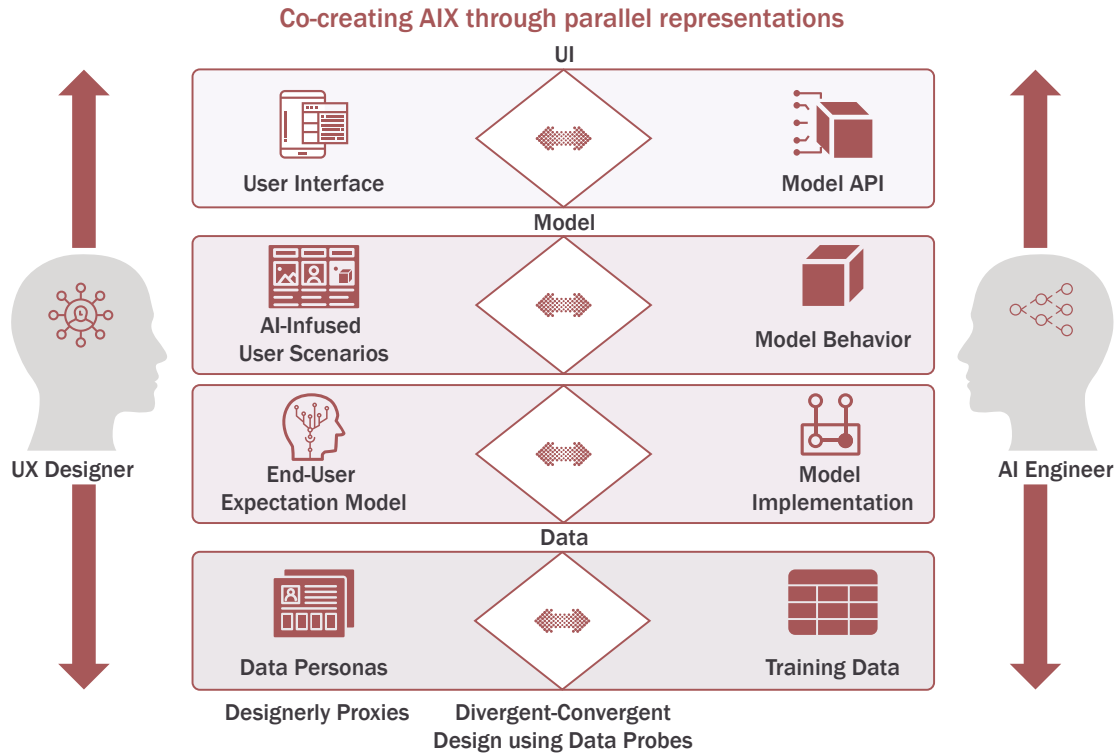 Co-creating AIX through parallel representations
UI
User Interface
Model API
Model
AI-Infused
User Scenarios
Model Behavior
UX Designer
End-User
Expectation Model
Model
Implementation
AI Engineer
Data
Data Personas
Training Data
Designerly Proxies
Divergent-Convergent
Design using Data Probes